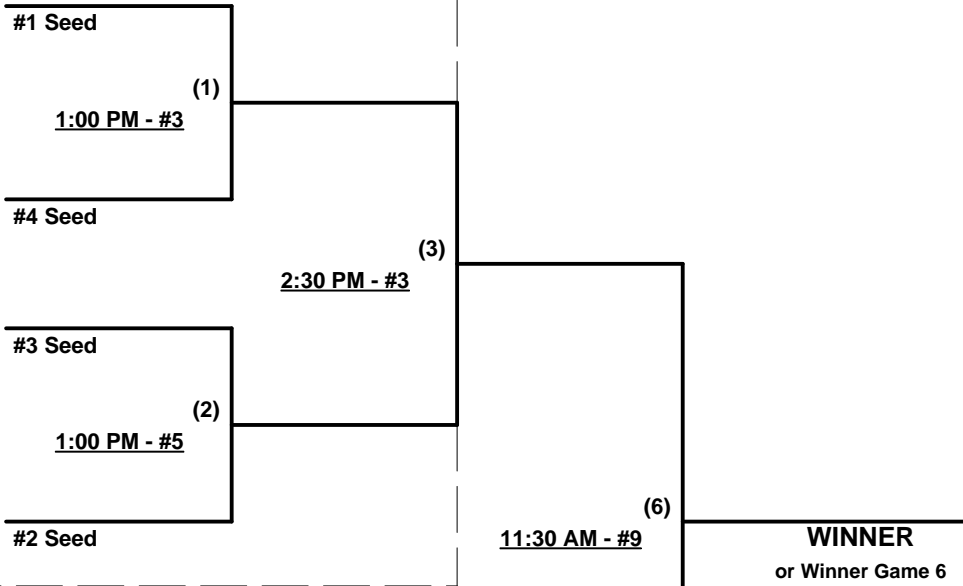 #1 Seed
(1)
1:00 PM - #3
#4 Seed
(3)
2:30 PM - #3
#3 Seed
(2)
1:00 PM - #5
#2 Seed
(6)
11:30 AM - #9
WINNER
or Winner Game 6